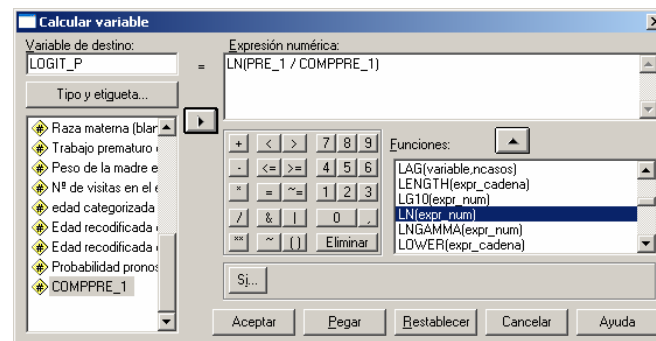 Calcular variable
Variable de destino:
LOGIT_P
=
Expresión numérica:
LN(PRE_1 / COMPPRE_1)
Tipo y etiqueta...
Raza materna (blan
Trabajo prematuro
Peso de la madre e
Nº de visitas en el
edad categorizada
Edad recodificada
Edad recodificada
Probabilidad pronos
COMPPRE_1
+ < > 7 8 9
- <= >= 4 5 6
* = ~= 1 2 3
/ & | 0 ,
** ~ () Eliminar
Funciones:
LAG(variable,ncasos)
LENGTH(expr_cadena)
LG10(expr_num)
LN(expr_num)
LNGAMMA(expr_num)
LOWER(expr_cadena)
Si...
Aceptar
Pegar
Restablecer
Cancelar
Ayuda